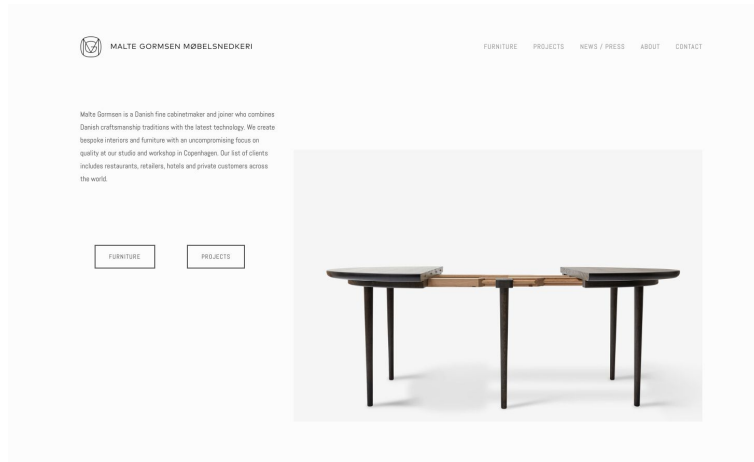 MALTE GORMSEN MØBELSNEDKERI
FURNITURE PROJECTS NEWS / PRESS ABOUT CONTACT
Malte Gormsen is a Danish fine cabinetmaker and joiner who combines
Danish craftsmanship traditions with the latest technology. We create
bespoke interiors and furniture with an uncompromising focus on
quality at our studio and workshop in Copenhagen. Our list of clients
includes restaurants, retailers, hotels and private customers across
the world.
FURNITURE PROJECTS